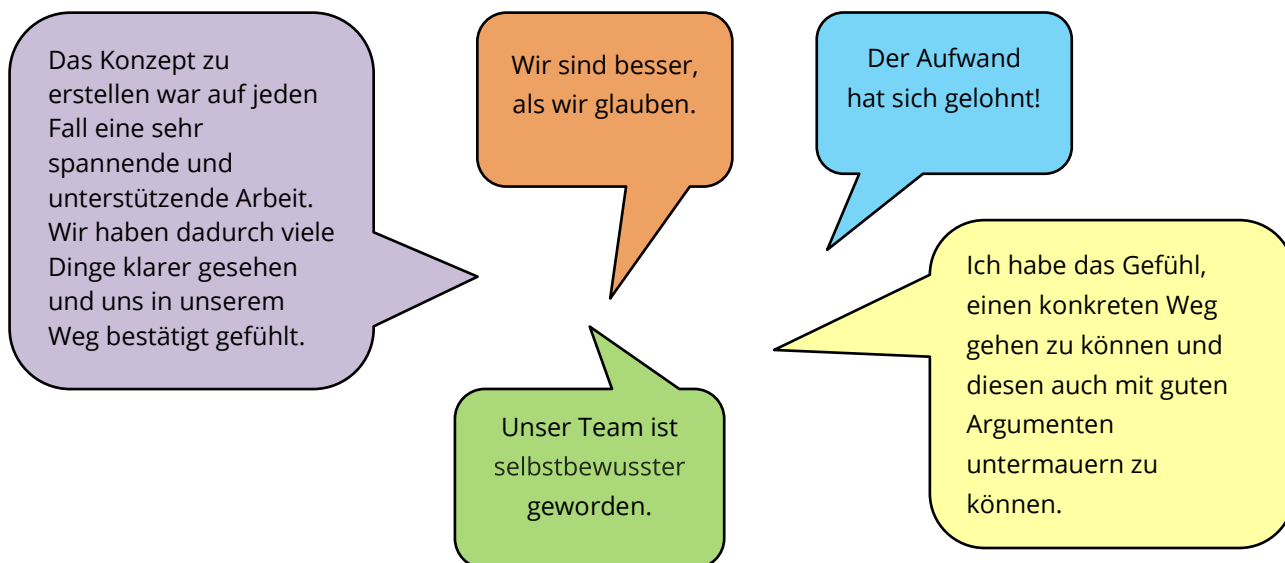 Das Konzept zu
erstellen war auf jeden
Fall eine sehr
spannende und
unterstützende Arbeit.
Wir haben dadurch viele
Dinge klarer gesehen
und uns in unserem
Weg bestätigt gefühlt.
Wir sind besser,
als wir glauben.
Der Aufwand
hat sich gelohnt!
Unser Team ist
selbstbewusster
geworden.
Ich habe das Gefühl,
einen konkreten Weg
gehen zu können und
diesen auch mit guten
Argumenten
untermauern zu
können.